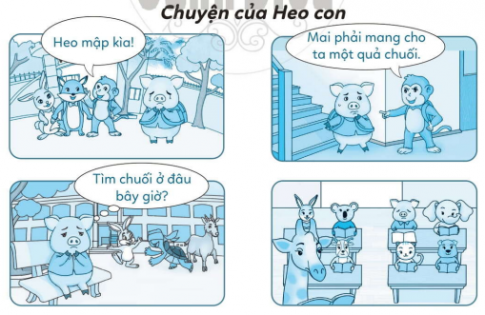 Chuyện của Heo con
Heo mập kìa!
Mai phải mang cho
ta một quả chuối.
Tìm chuối ở đâu
bây giờ?